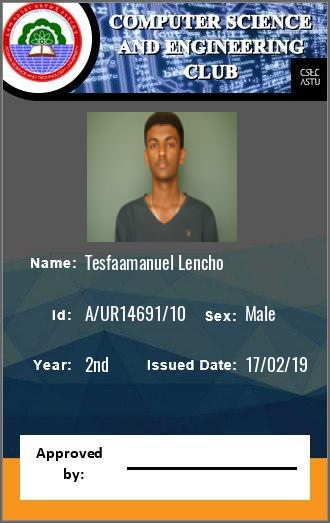 COMPUTER SCIENCE
AND ENGINEERING
CLUB
CSEC
ASTU
Name: Tesfaamanuel Lencho
Id: A/UR14691/10 Sex: Male
Year: 2nd Issued Date: 17/02/19
Approved
by: